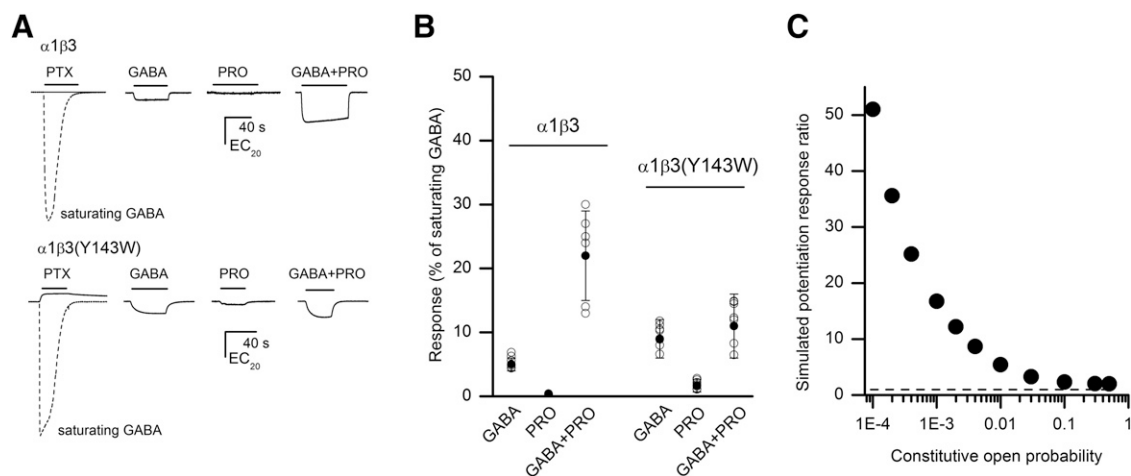 A
α1β3
PTX GABA PRO GABA+PRO
40 s
EC20
saturating GABA
α1β3(Y143W)
PTX GABA PRO GABA+PRO
40 s
EC20
saturating GABA
B
Response (% of saturating GABA)
50
40
30
20
10
0
α1β3
α1β3(Y143W)
GABA
PRO
GABA+PRO
GABA
PRO
GABA+PRO
C
Simulated potentiation response ratio
50
40
30
20
10
0
1E-4 1E-3 0.01 0.1 1
Constitutive open probability